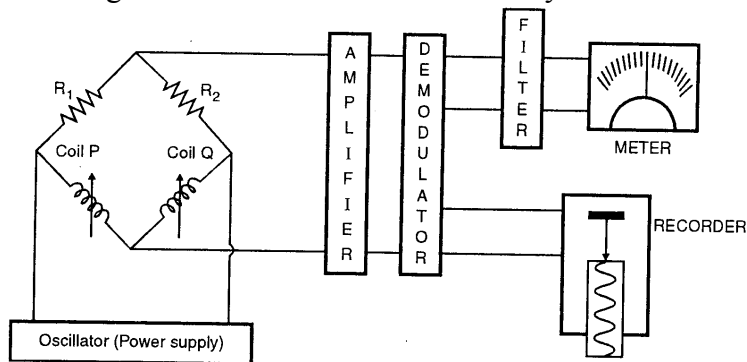 R1
R2
Coil P
Coil Q
Oscillator (Power supply)
AMPLIFIER
DEMODULATOR
FILTER
METER
RECORDER